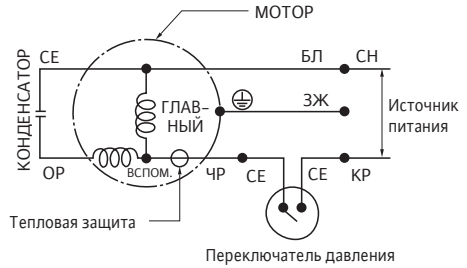 МОТОР
КОНДЕНСАТОР
СЕ
БЛ
СН
ГЛАВ–
НЫЙ
ЗЖ
Источник
питания
ОР
ВСПОМ.
ЧР
СЕ
СЕ
КР
Тепловая защита
Переключатель давления